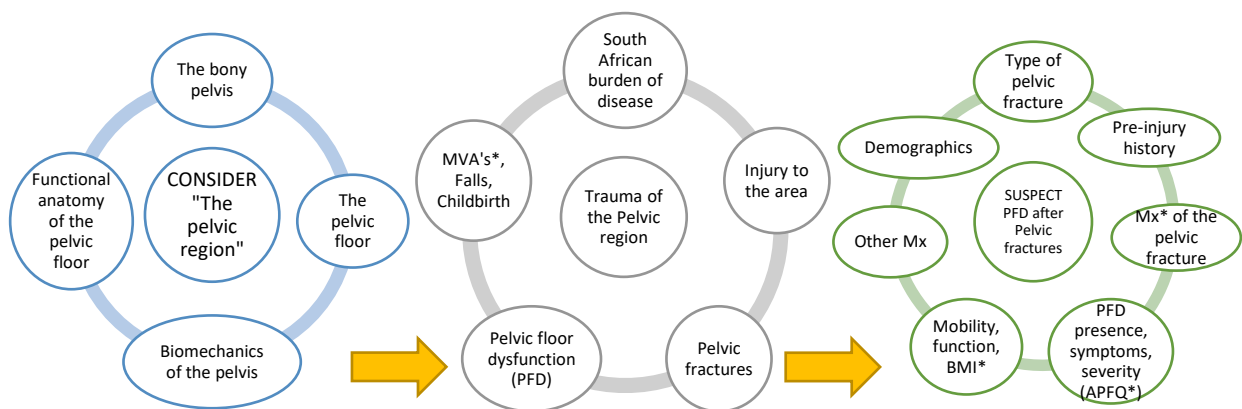 The bony
pelvis
Functional
anatomy
of the
pelvic
floor
CONSIDER
"The
pelvic
region"
The
pelvic
floor
Biomechanics
of the pelvis
South
African
burden of
disease
MVA's*,
Falls,
Childbirth
Trauma of
the Pelvic
region
Injury to
the area
Pelvic floor
dysfunction
(PFD)
Pelvic
fractures
Type of
pelvic
fracture
Demographics
Pre-injury
history
SUSPECT
PFD after
Pelvic
fractures
Other Mx
Mx* of the
pelvic
fracture
Mobility,
function,
BMI*
PFD
presence,
symptoms,
severity
(APFQ*)